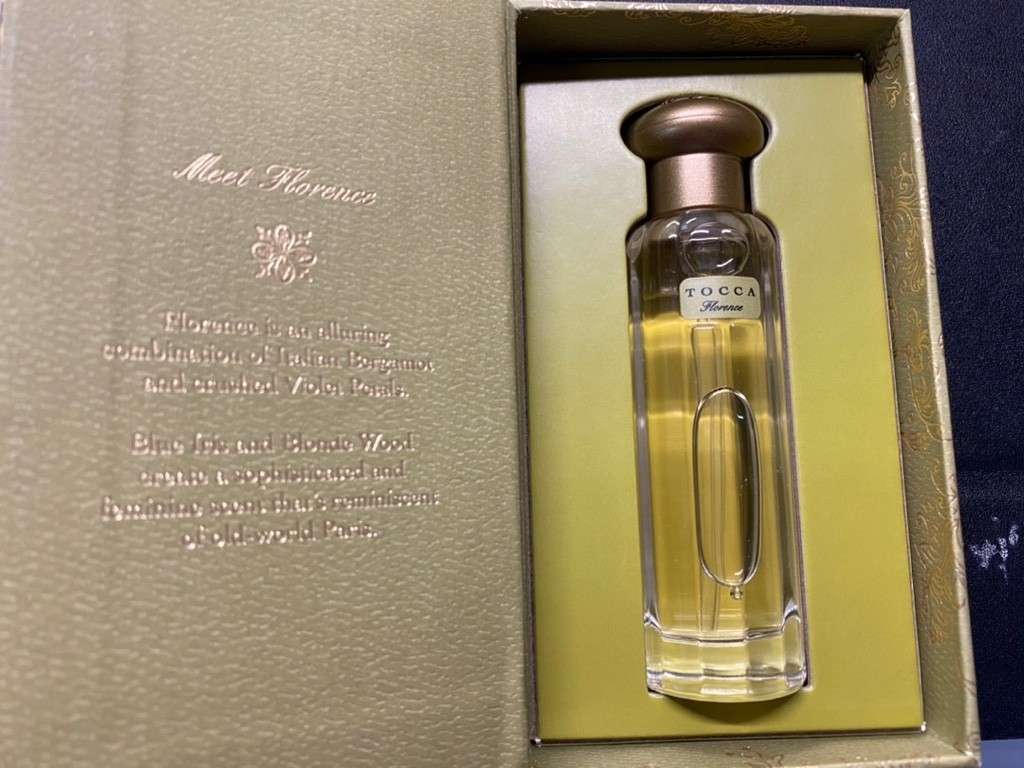 Meet Florence
Florence is an alluring
combination of Italian Bergamot
and crushed Violet Petals.
Blue Iris and Blonde Wood
create a sophisticated and
feminine scent that's reminiscent
of old-world Paris.
TOCCA
Florence